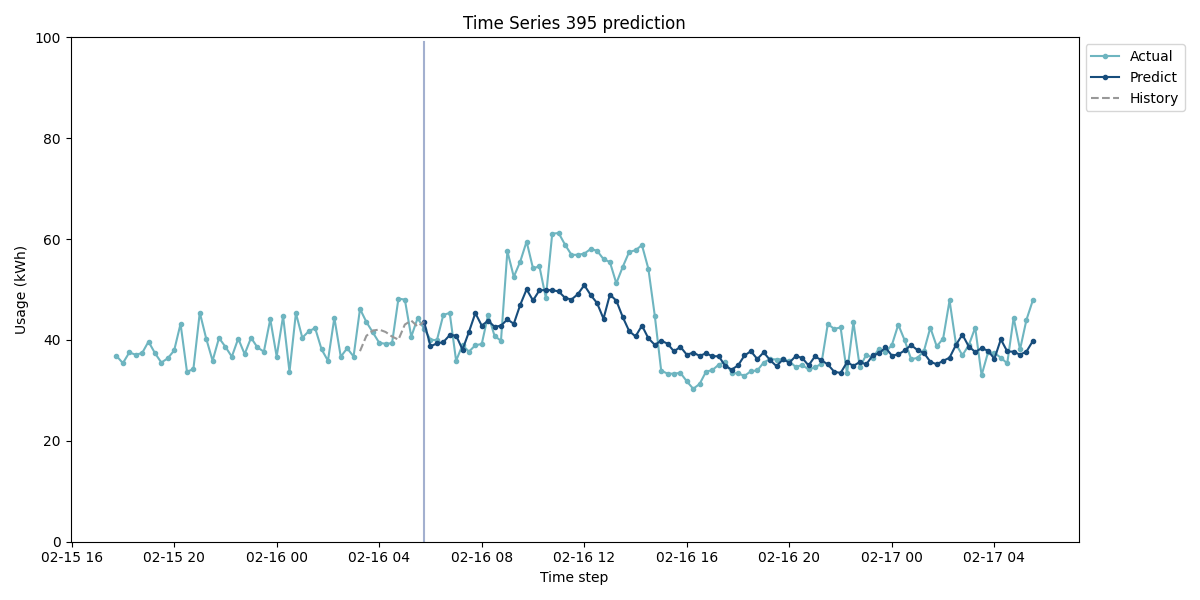 Time Series 395 prediction
100
80
60
40
20
0
Usage (kWh)
02-15 16
02-15 20
02-16 00
02-16 04
02-16 08
02-16 12
02-16 16
02-16 20
02-17 00
02-17 04
Time step
Actual
Predict
History